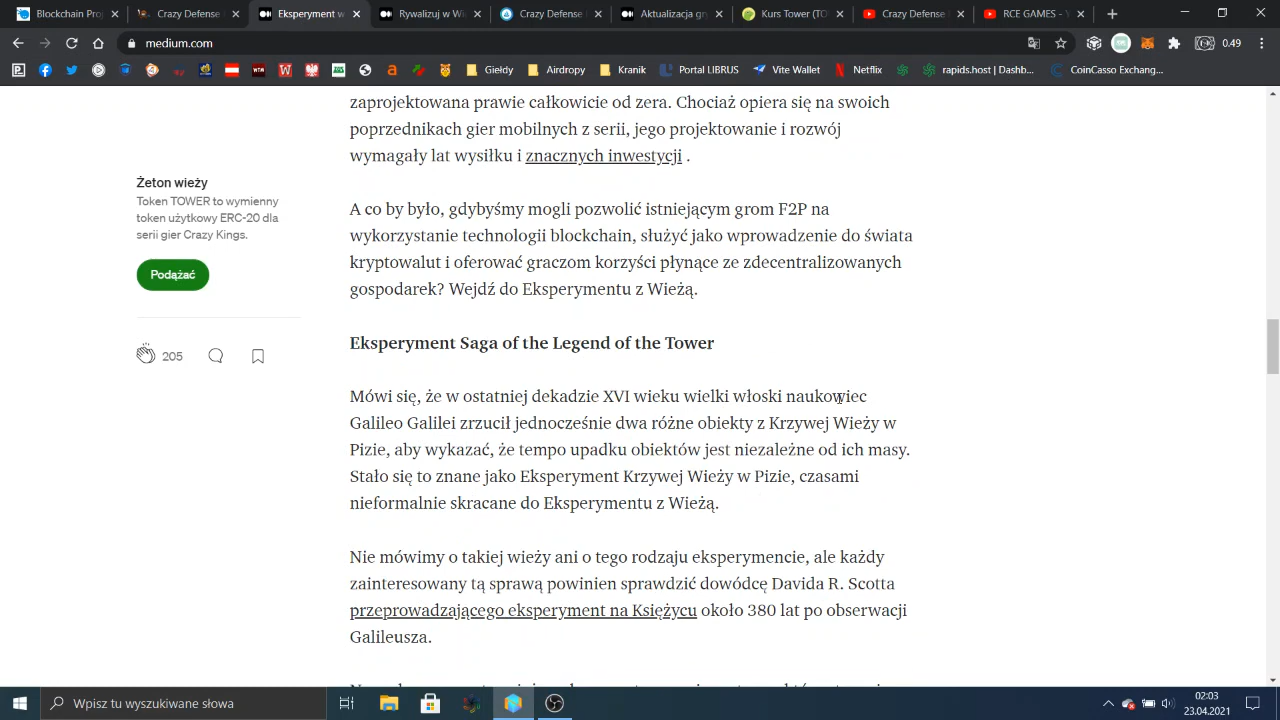 Blockchain Proj
Crazy Defense
Eksperyment w
Rywalizuj w Wi
Crazy Defense
Aktualizacja gr
Kurs Tower (TO
Crazy Defense
RCE GAMES - Y
medium.com
0.49
Giełdy
Airdropy
Kranik
Portal LIBRUS
Vite Wallet
Netflix
rapids.host | Dashb...
CoinCasso Exchang...
zaprojektowana prawie całkowicie od zera. Chociaż opiera się na swoich
poprzednikach gier mobilnych z serii, jego projektowanie i rozwój
wymagały lat wysiłku i znacznych inwestycji .
Żeton wieży
Token TOWER to wymienny
token użytkowy ERC-20 dla
serii gier Crazy Kings.
Podążać
205
A co by było, gdybyśmy mogli pozwolić istniejącym grom F2P na
wykorzystanie technologii blockchain, służyć jako wprowadzenie do świata
kryptowalut i oferować graczom korzyści płynące ze zdecentralizowanych
gospodarek? Wejdź do Eksperymentu z Wieżą.
Eksperyment Saga of the Legend of the Tower
Mówi się, że w ostatniej dekadzie XVI wieku wielki włoski naukowiec
Galileo Galilei zrzucił jednocześnie dwa różne obiekty z Krzywej Wieży w
Pizie, aby wykazać, że tempo upadku obiektów jest niezależne od ich masy.
Stało się to znane jako Eksperyment Krzywej Wieży w Pizie, czasami
nieformalnie skracane do Eksperymentu z Wieżą.
Nie mówimy o takiej wieży ani o tego rodzaju eksperymencie, ale każdy
zainteresowany tą sprawą powinien sprawdzić dowódcę Davida R. Scotta
przeprowadzającego eksperyment na Księżycu około 380 lat po obserwacji
Galileusza.
Wpisz tu wyszukiwane słowa
02:03
23.04.2021